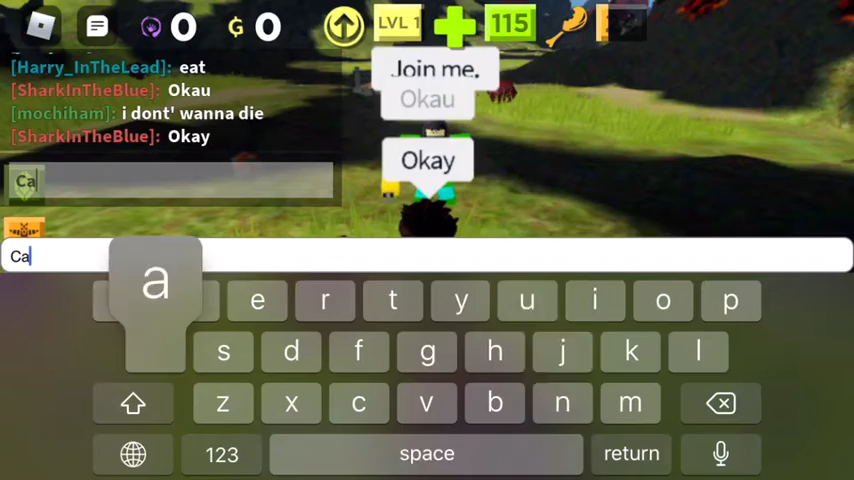 0 0 LVL 1 115
Join me.
[Harry_InTheLead]: eat
[SharkInTheBlue]: Okau
Okau
[mochiham]: i dont' wanna die
[SharkInTheBlue]: Okay
Okay
Ca
Ca
a
e r t y u i o p
s d f g h j k l
z x c v b n m
123 space return